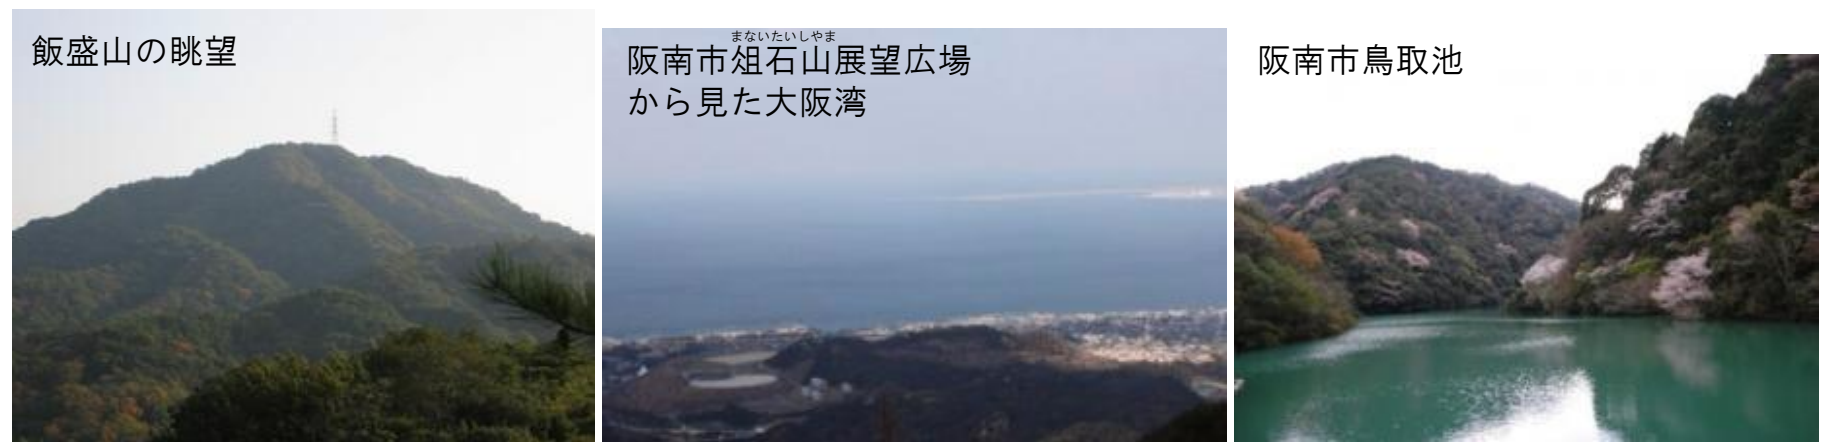 飯盛山の眺望
まないたいしやま
阪南市俎石山展望広場
から見た大阪湾
阪南市鳥取池